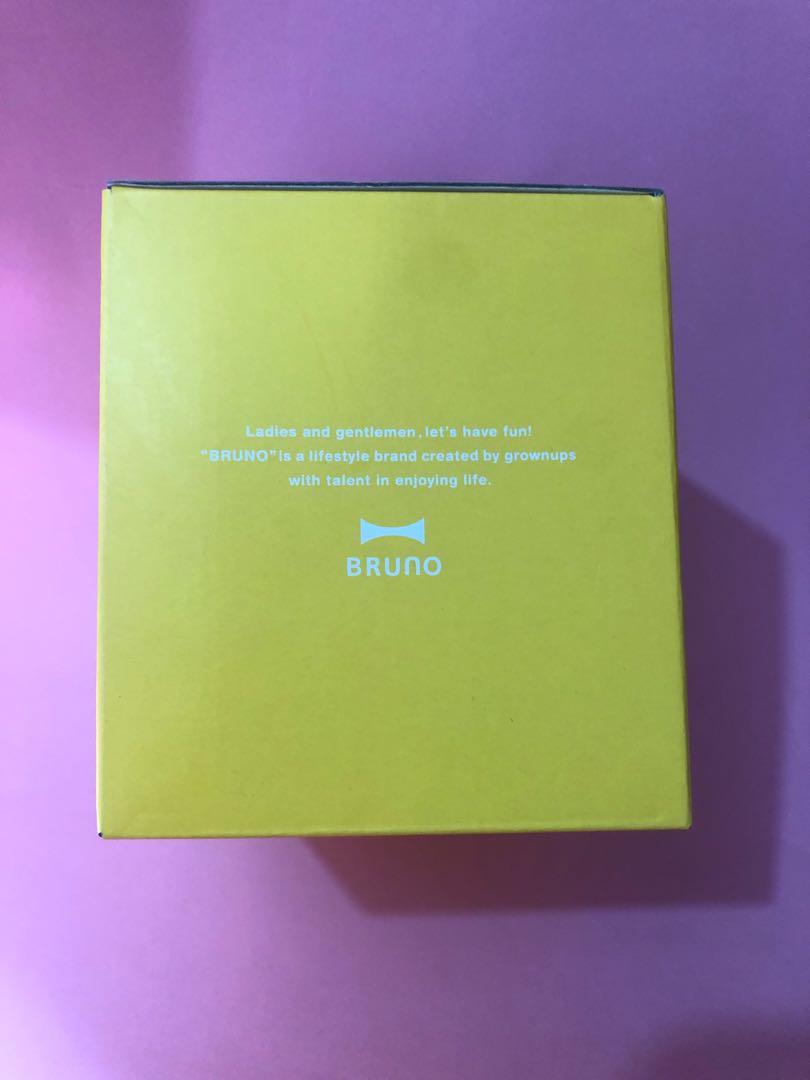 Ladies and gentlemen, let's have fun!
"BRUNO" is a lifestyle brand created by grownups
with talent in enjoying life.
BRUNO